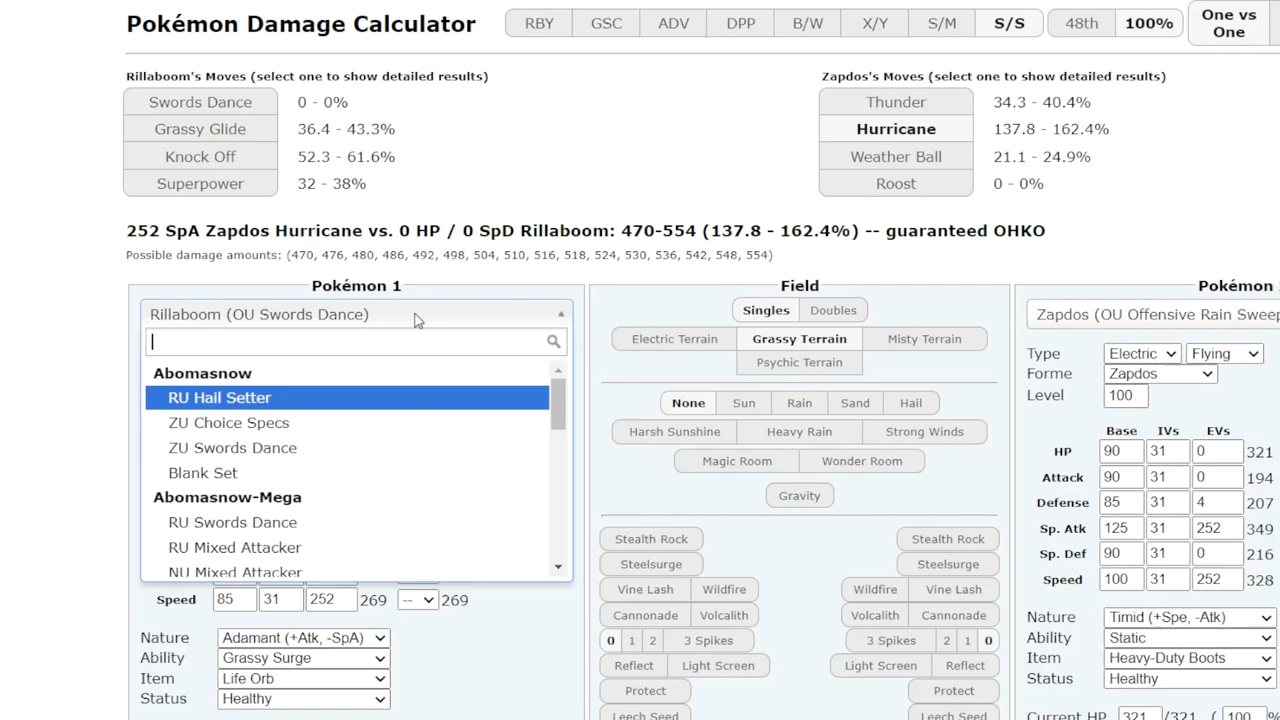 Pokémon Damage Calculator
RBY GSC ADV DPP B/W X/Y S/M S/S 48th 100% One vs One
Rillaboom's Moves (select one to show detailed results)
Swords Dance 0 - 0%
Grassy Glide 36.4 - 43.3%
Knock Off 52.3 - 61.6%
Superpower 32 - 38%
Zapdos's Moves (select one to show detailed results)
Thunder 34.3 - 40.4%
Hurricane 137.8 - 162.4%
Weather Ball 21.1 - 24.9%
Roost 0 - 0%
252 SpA Zapdos Hurricane vs. 0 HP / 0 SpD Rillaboom: 470-554 (137.8 - 162.4%) -- guaranteed OHKO
Possible damage amounts: (470, 476, 480, 486, 492, 498, 504, 510, 516, 518, 524, 530, 536, 542, 548, 554)
Pokémon 1
Rillaboom (OU Swords Dance)
Abomasnow
RU Hail Setter
ZU Choice Specs
ZU Swords Dance
Blank Set
Abomasnow-Mega
RU Swords Dance
RU Mixed Attacker
NU Mixed Attacker
Speed 85 31 252 269 -- 269
Nature Adamant (+Atk, -SpA)
Ability Grassy Surge
Item Life Orb
Status Healthy
Field
Singles Doubles
Electric Terrain Grassy Terrain Misty Terrain
Psychic Terrain
None Sun Rain Sand Hail
Harsh Sunshine Heavy Rain Strong Winds
Magic Room Wonder Room
Gravity
Stealth Rock Stealth Rock
Steelsurge Steelsurge
Vine Lash Wildfire Wildfire Vine Lash
Cannonade Volcalith Volcalith Cannonade
0 1 2 3 Spikes 3 Spikes 2 1 0
Reflect Light Screen Light Screen Reflect
Protect Protect
Leech Seed Leech Seed
Pokémon
Zapdos (OU Offensive Rain Sweep
Type Electric Flying
Forme Zapdos
Level 100
Base IVs EVs
HP 90 31 0 321
Attack 90 31 0 194
Defense 85 31 4 207
Sp. Atk 125 31 252 349
Sp. Def 90 31 0 216
Speed 100 31 252 328
Nature Timid (+Spe, -Atk)
Ability Static
Item Heavy-Duty Boots
Status Healthy
Current HP 321 /321 ( 100